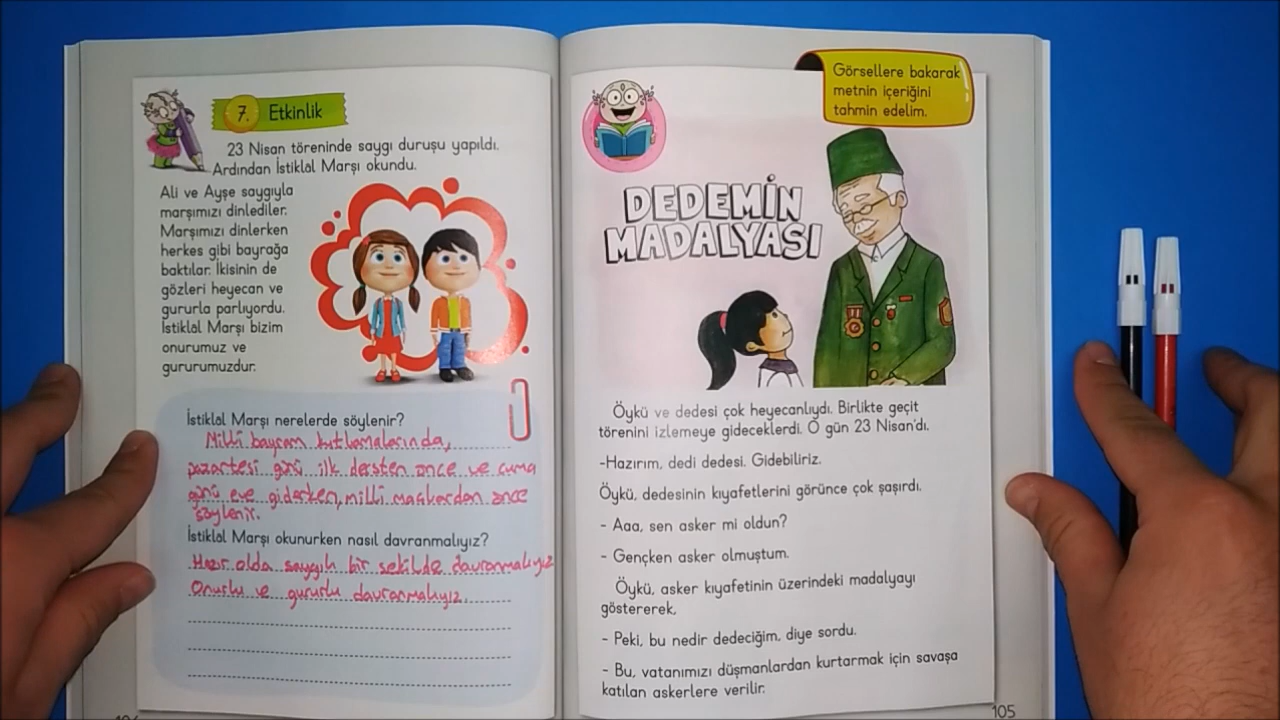 7. Etkinlik
23 Nisan töreninde saygı duruşu yapıldı.
Ardından İstiklâl Marşı okundu.
Ali ve Ayşe saygıyla
marşımızı dinlediler.
Marşımızı dinlerken
herkes gibi bayrağa
baktılar. İkisinin de
gözleri heyecan ve
gururla parlıyordu.
İstiklâl Marşı bizim
onurumuz ve
gururumuzdur.
İstiklâl Marşı nerelerde söylenir?
Milli bayram kutlamalarında,
pazartesi günü ilk dersten önce ve cuma
günü eve giderken, milli maçlardan önce
söylenir.
İstiklâl Marşı okunurken nasıl davranmalıyız?
Hazır olda saygılı bir şekilde davranmalıyız
Onurlu ve gururlu davranmalıyız.
Görsellere bakarak
metnin içeriğini
tahmin edelim.
DEDEMİN
MADALYASI
Öykü ve dedesi çok heyecanlıydı. Birlikte geçit
törenini izlemeye gideceklerdi. O gün 23 Nisan'dı.
-Hazırım, dedi dedesi. Gidebiliriz.
Öykü, dedesinin kıyafetlerini görünce çok şaşırdı.
- Aaa, sen asker mi oldun?
- Gençken asker olmuştum.
Öykü, asker kıyafetinin üzerindeki madalyayı
göstererek,
- Peki, bu nedir dedeciğim, diye sordu.
- Bu, vatanımızı düşmanlardan kurtarmak için savaşa
katılan askerlere verilir.
105